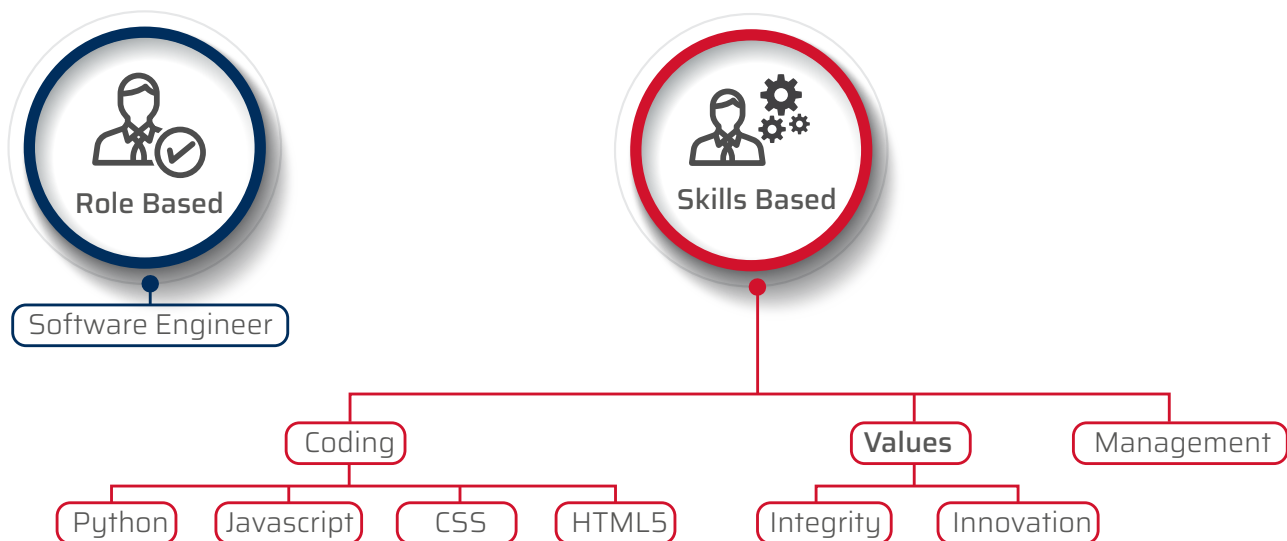 Role Based
Skills Based
Software Engineer
Coding
Values
Management
Python
Javascript
CSS
HTML5
Integrity
Innovation